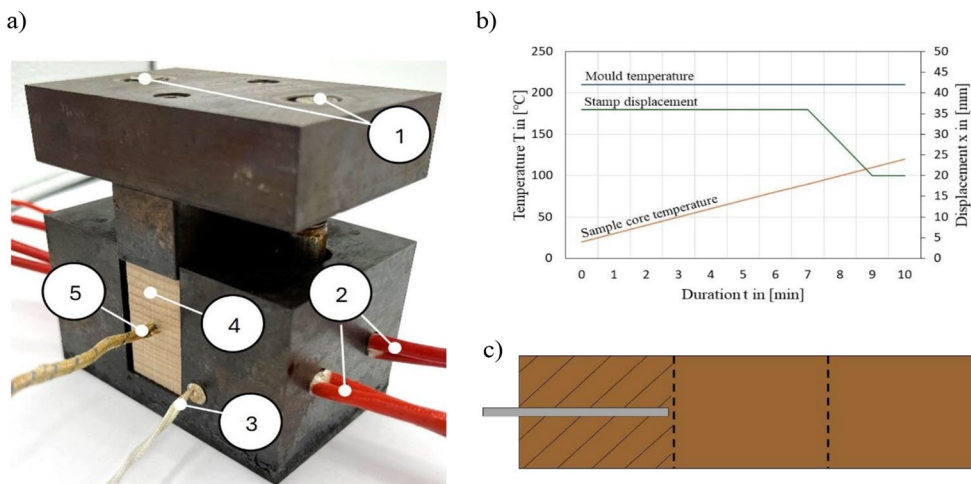 a)
1
2
3
4
5
b)
Temperature T in [°C]
250
200
150
100
50
0
Mould temperature
Stamp displacement
Sample core temperature
50
45
40
35
30
25
20
15
10
5
0
Displacement x in [mm]
0 1 2 3 4 5 6 7 8 9 10
Duration t in [min]
c)